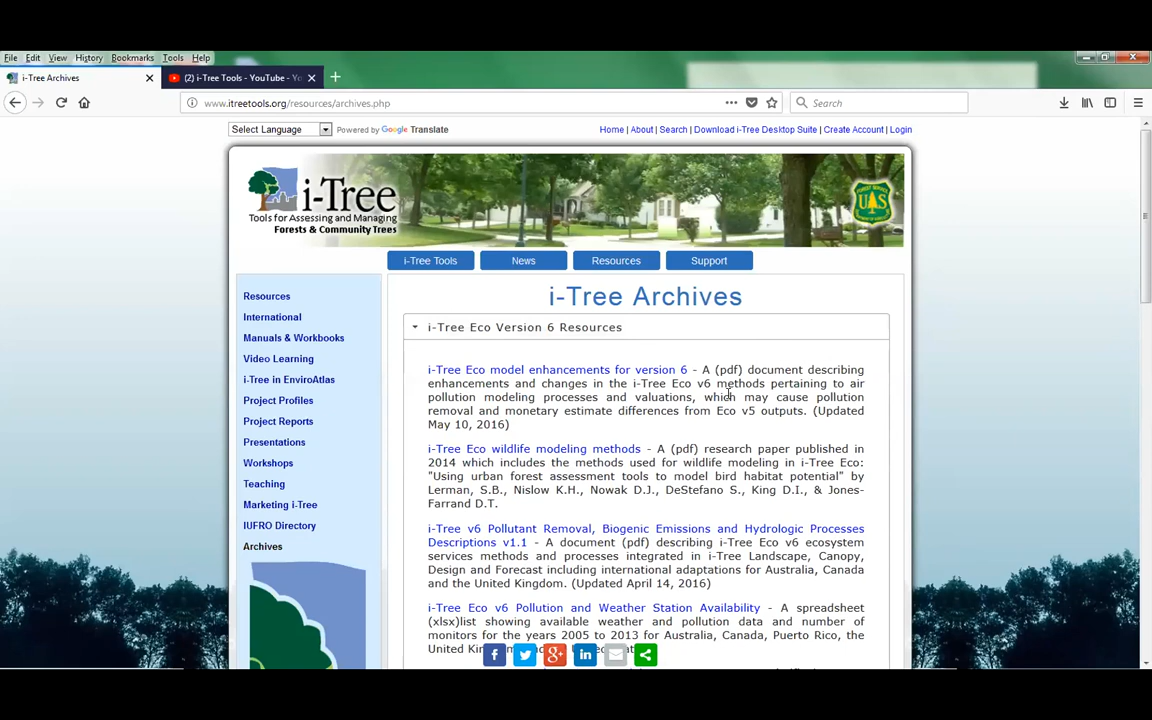 File Edit View History Bookmarks Tools Help
i-Tree Archives
(2) i-Tree Tools - YouTube - Yo
www.itreetools.org/resources/archives.php
Search
Select Language
Powered by Google Translate
Home | About | Search | Download i-Tree Desktop Suite | Create Account | Login
i-Tree
Tools for Assessing and Managing
Forests & Community Trees
UAS
i-Tree Tools News Resources Support
Resources
International
Manuals & Workbooks
Video Learning
i-Tree in EnviroAtlas
Project Profiles
Project Reports
Presentations
Workshops
Teaching
Marketing i-Tree
IUFRO Directory
Archives
i-Tree Archives
i-Tree Eco Version 6 Resources
i-Tree Eco model enhancements for version 6 - A (pdf) document describing
enhancements and changes in the i-Tree Eco v6 methods pertaining to air
pollution modeling processes and valuations, which may cause pollution
removal and monetary estimate differences from Eco v5 outputs. (Updated
May 10, 2016)
i-Tree Eco wildlife modeling methods - A (pdf) research paper published in
2014 which includes the methods used for wildlife modeling in i-Tree Eco:
"Using urban forest assessment tools to model bird habitat potential" by
Lerman, S.B., Nislow K.H., Nowak D.J., DeStefano S., King D.I., & Jones-
Farrand D.T.
i-Tree v6 Pollutant Removal, Biogenic Emissions and Hydrologic Processes
Descriptions v1.1 - A document (pdf) describing i-Tree Eco v6 ecosystem
services methods and processes integrated in i-Tree Landscape, Canopy,
Design and Forecast including international adaptations for Australia, Canada
and the United Kingdom. (Updated April 14, 2016)
i-Tree Eco v6 Pollution and Weather Station Availability - A spreadsheet
(xlsx)list showing available weather and pollution data and number of
monitors for the years 2005 to 2013 for Australia, Canada, Puerto Rico, the
United